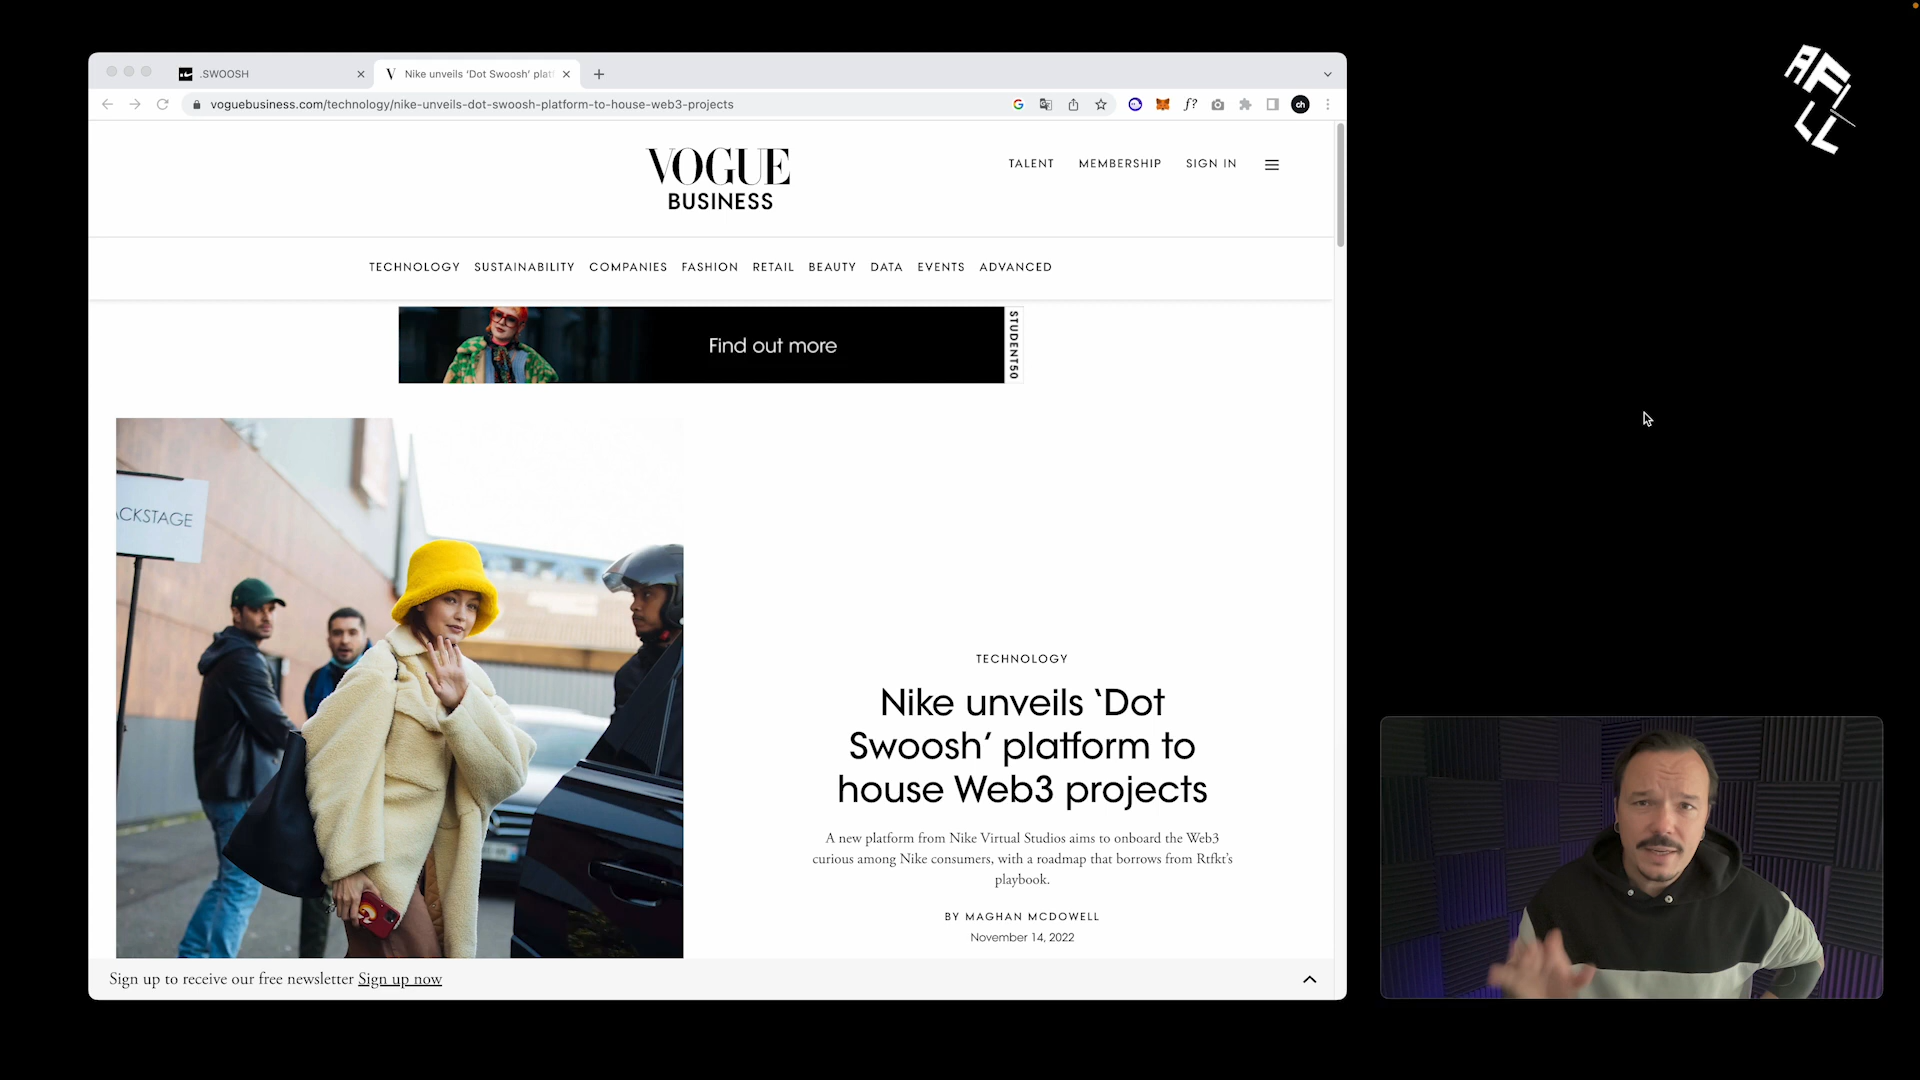 .SWOOSH
Nike unveils ‘Dot Swoosh’ plat
voguebusiness.com/technology/nike-unveils-dot-swoosh-platform-to-house-web3-projects
ch
VOGUE
BUSINESS
TALENT MEMBERSHIP SIGN IN
TECHNOLOGY SUSTAINABILITY COMPANIES FASHION RETAIL BEAUTY DATA EVENTS ADVANCED
Find out more
STUDENT50
ACKSTAGE
TECHNOLOGY
Nike unveils ‘Dot
Swoosh’ platform to
house Web3 projects
A new platform from Nike Virtual Studios aims to onboard the Web3
curious among Nike consumers, with a roadmap that borrows from Rtfkt’s
playbook.
BY MAGHAN MCDOWELL
November 14, 2022
Sign up to receive our free newsletter Sign up now